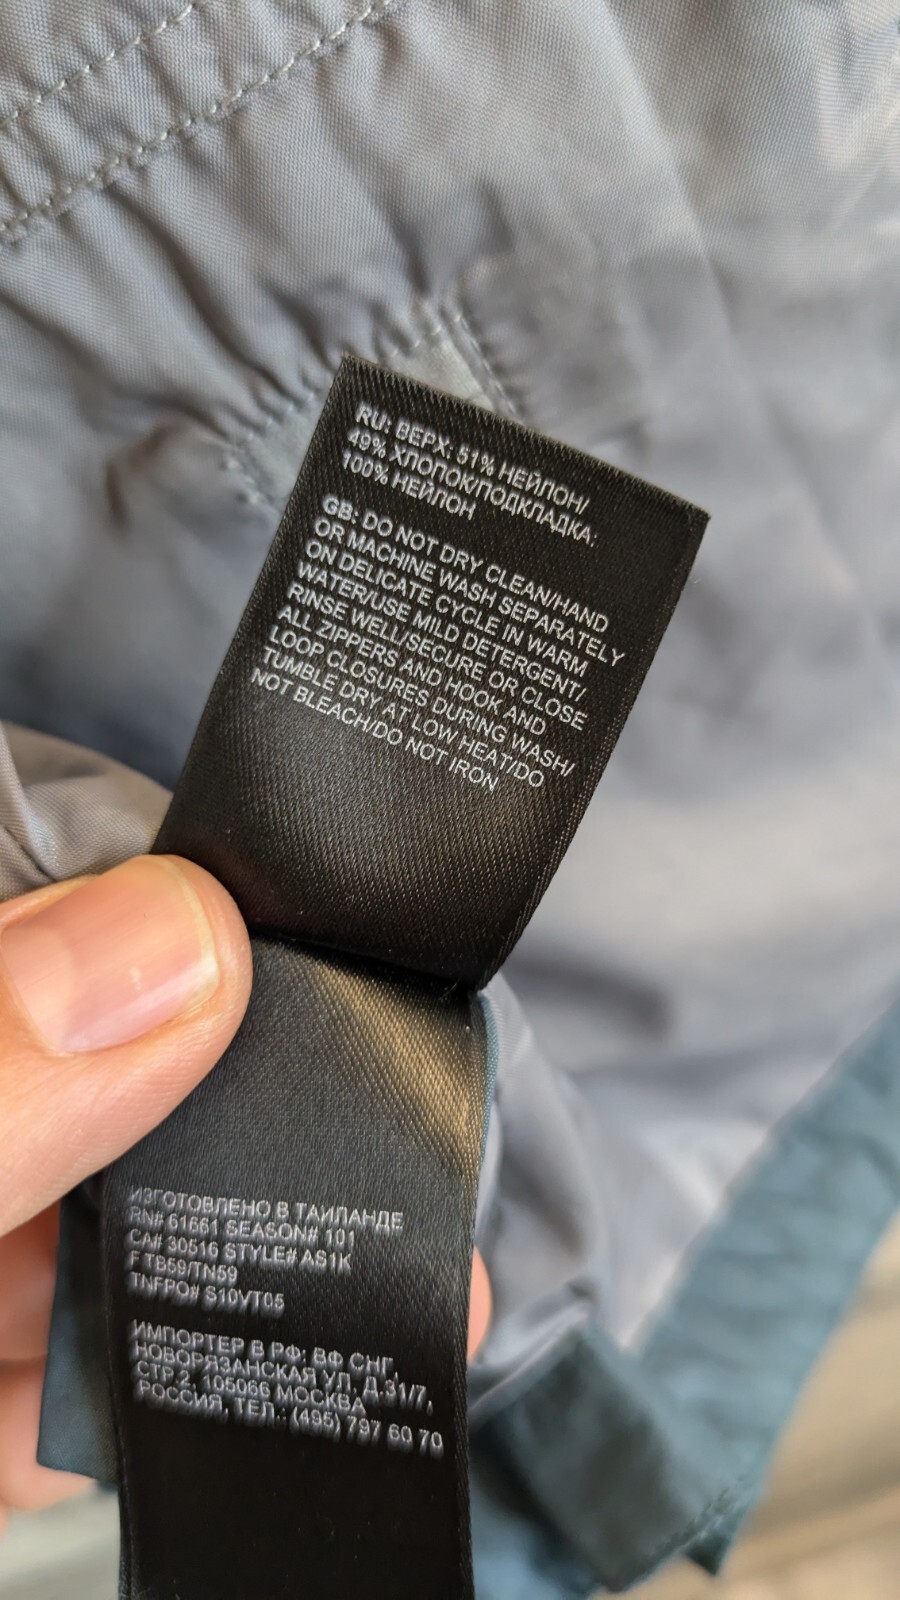 RU: ВЕРХ: 51% НЕЙЛОН/
49% ХЛОПОК/ПОДКЛАДКА:
100% НЕЙЛОН
GB: DO NOT DRY CLEAN/HAND
OR MACHINE WASH SEPARATELY
ON DELICATE CYCLE IN WARM
WATER/USE MILD DETERGENT/
RINSE WELL/SECURE OR CLOSE
ALL ZIPPERS AND HOOK AND
LOOP CLOSURES DURING WASH/
TUMBLE DRY AT LOW HEAT/DO
NOT BLEACH/DO NOT IRON
ИЗГОТОВЛЕНО В ТАИЛАНДЕ
RN# 61661 SEASON# 101
CA# 30516 STYLE# AS1K
F TB59/TN59
TNFPO# S10VT05
ИМПОРТЕР В РФ: ВФ СНГ,
НОВОРЯЗАНСКАЯ УЛ, Д.31/7,
СТР 2, 105066 МОСКВА
РОССИЯ, ТЕЛ.: (495) 797 60 70